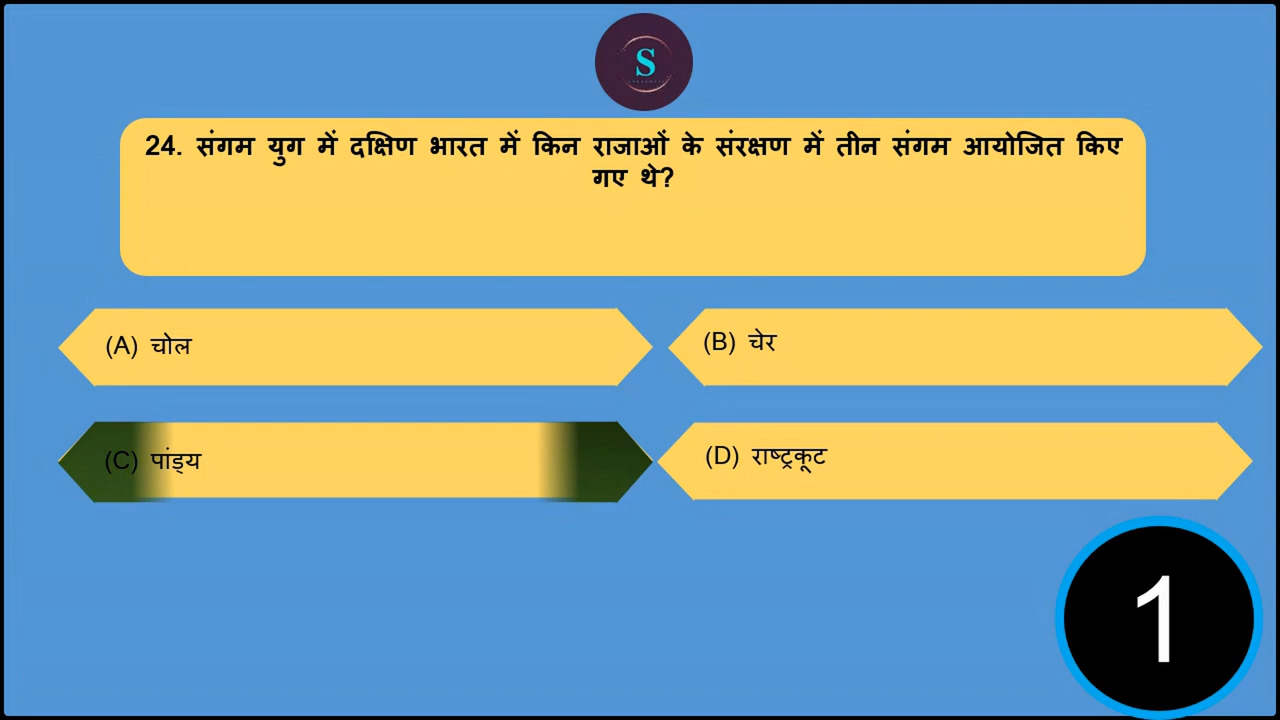 S
24. संगम युग में दक्षिण भारत में किन राजाओं के संरक्षण में तीन संगम आयोजित किए
गए थे?
(A) चोल
(B) चेर
(C) पांड्य
(D) राष्ट्रकूट
1